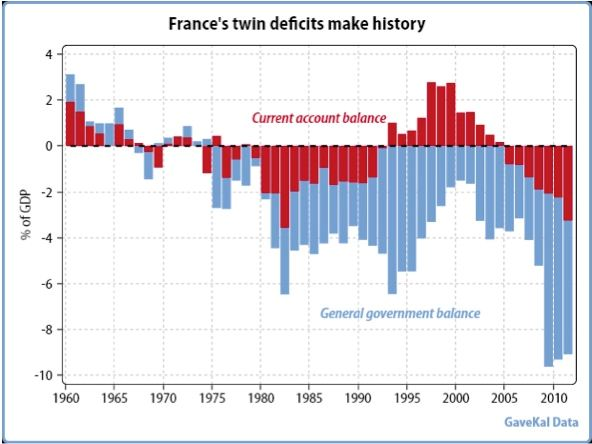 France's twin deficits make history
4
2
0
-2
-4
-6
-8
-10
% of GDP
Current account balance
General government balance
1960 1965 1970 1975 1980 1985 1990 1995 2000 2005 2010
GaveKal Data